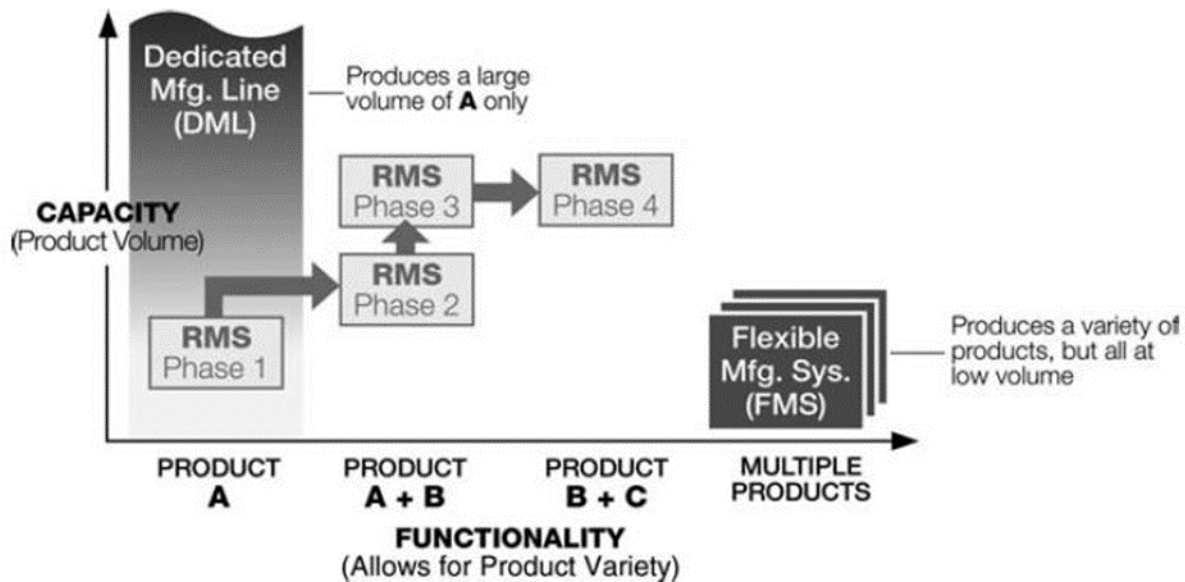 Dedicated
Mfg. Line
(DML)
Produces a large
volume of A only
RMS
Phase 3
RMS
Phase 4
CAPACITY
(Product Volume)
RMS
Phase 2
RMS
Phase 1
Flexible
Mfg. Sys.
(FMS)
Produces a variety of
products, but all at
low volume
PRODUCT
A
PRODUCT
A + B
PRODUCT
B + C
MULTIPLE
PRODUCTS
FUNCTIONALITY
(Allows for Product Variety)